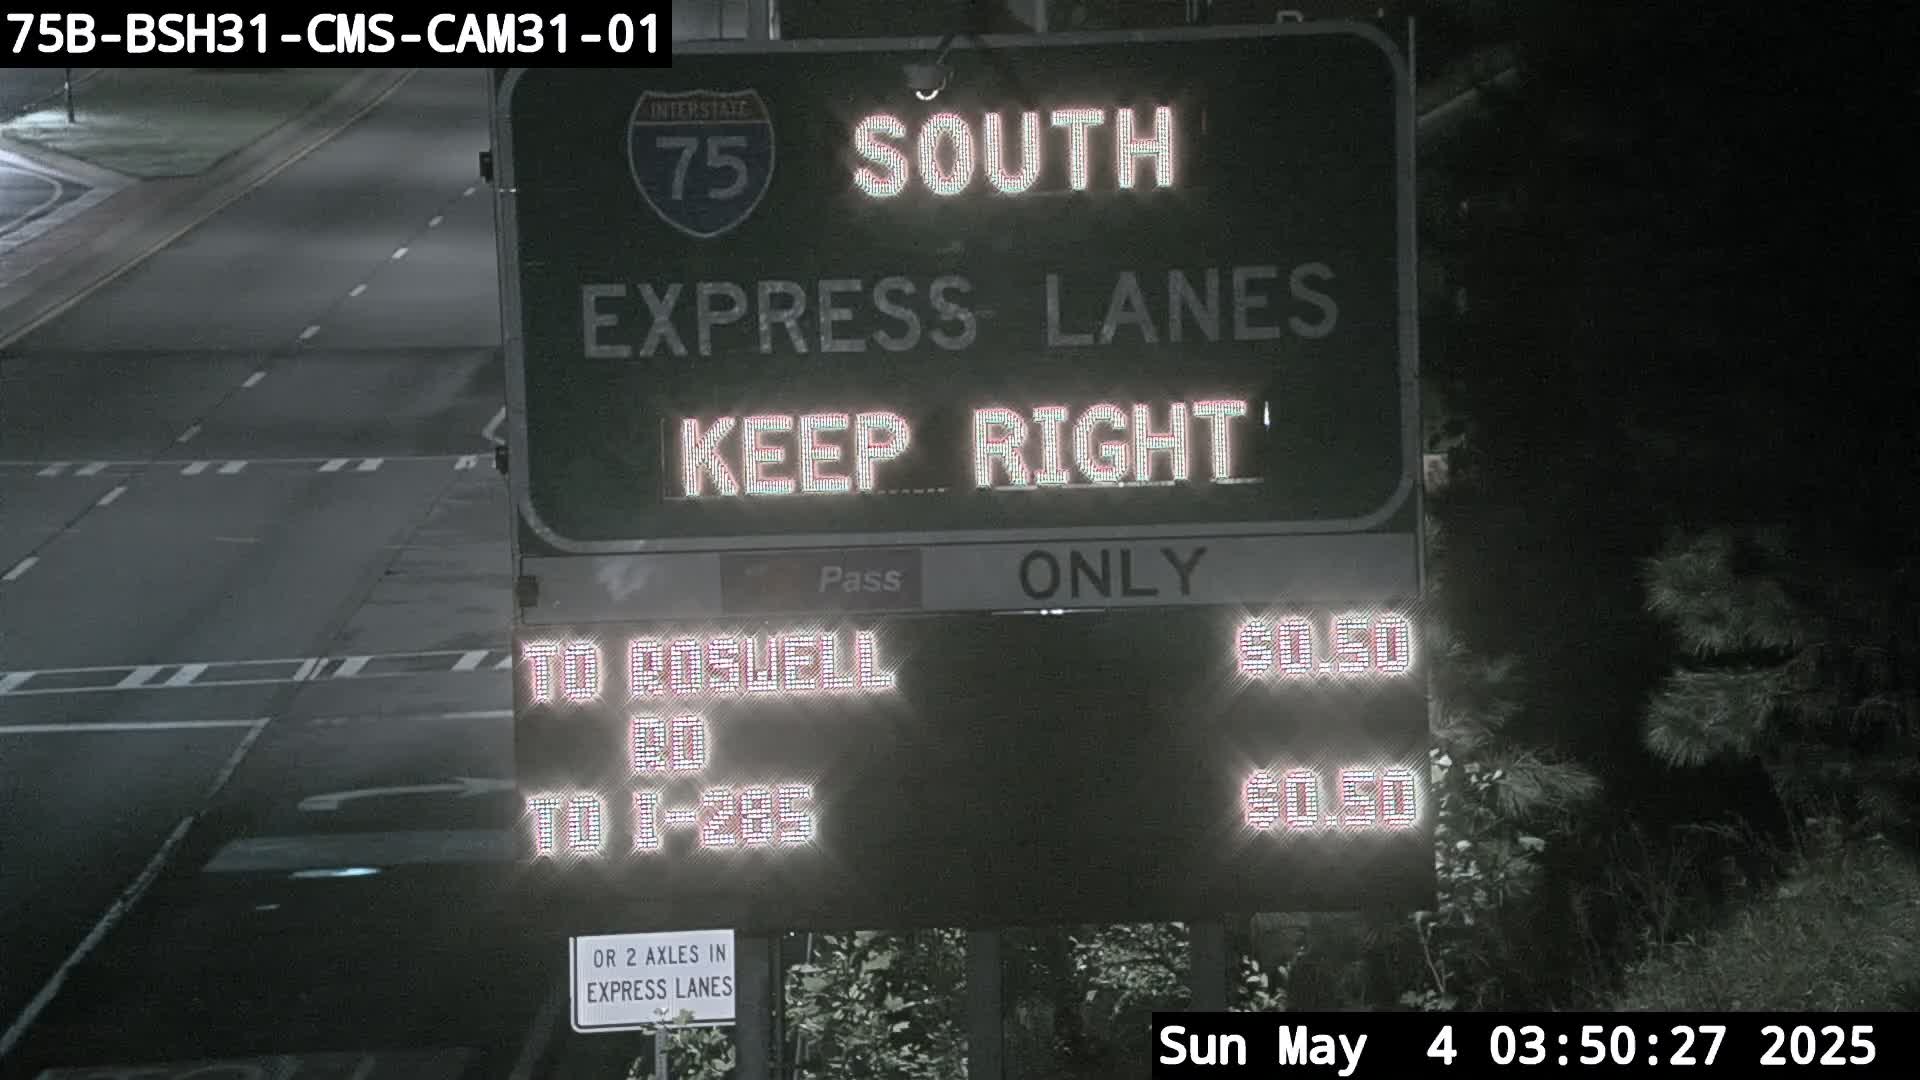 75B-BSH31-CMS-CAM31-01
INTERSTATE
75
SOUTH
EXPRESS LANES
KEEP RIGHT
Pass
ONLY
TO ROSWELL
$0.50
RD
TO I-285
$0.50
OR 2 AXLES IN
EXPRESS LANES
Sun May 4 03:50:27 2025